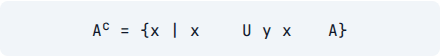 Aᶜ = {x | x    U y x    A}